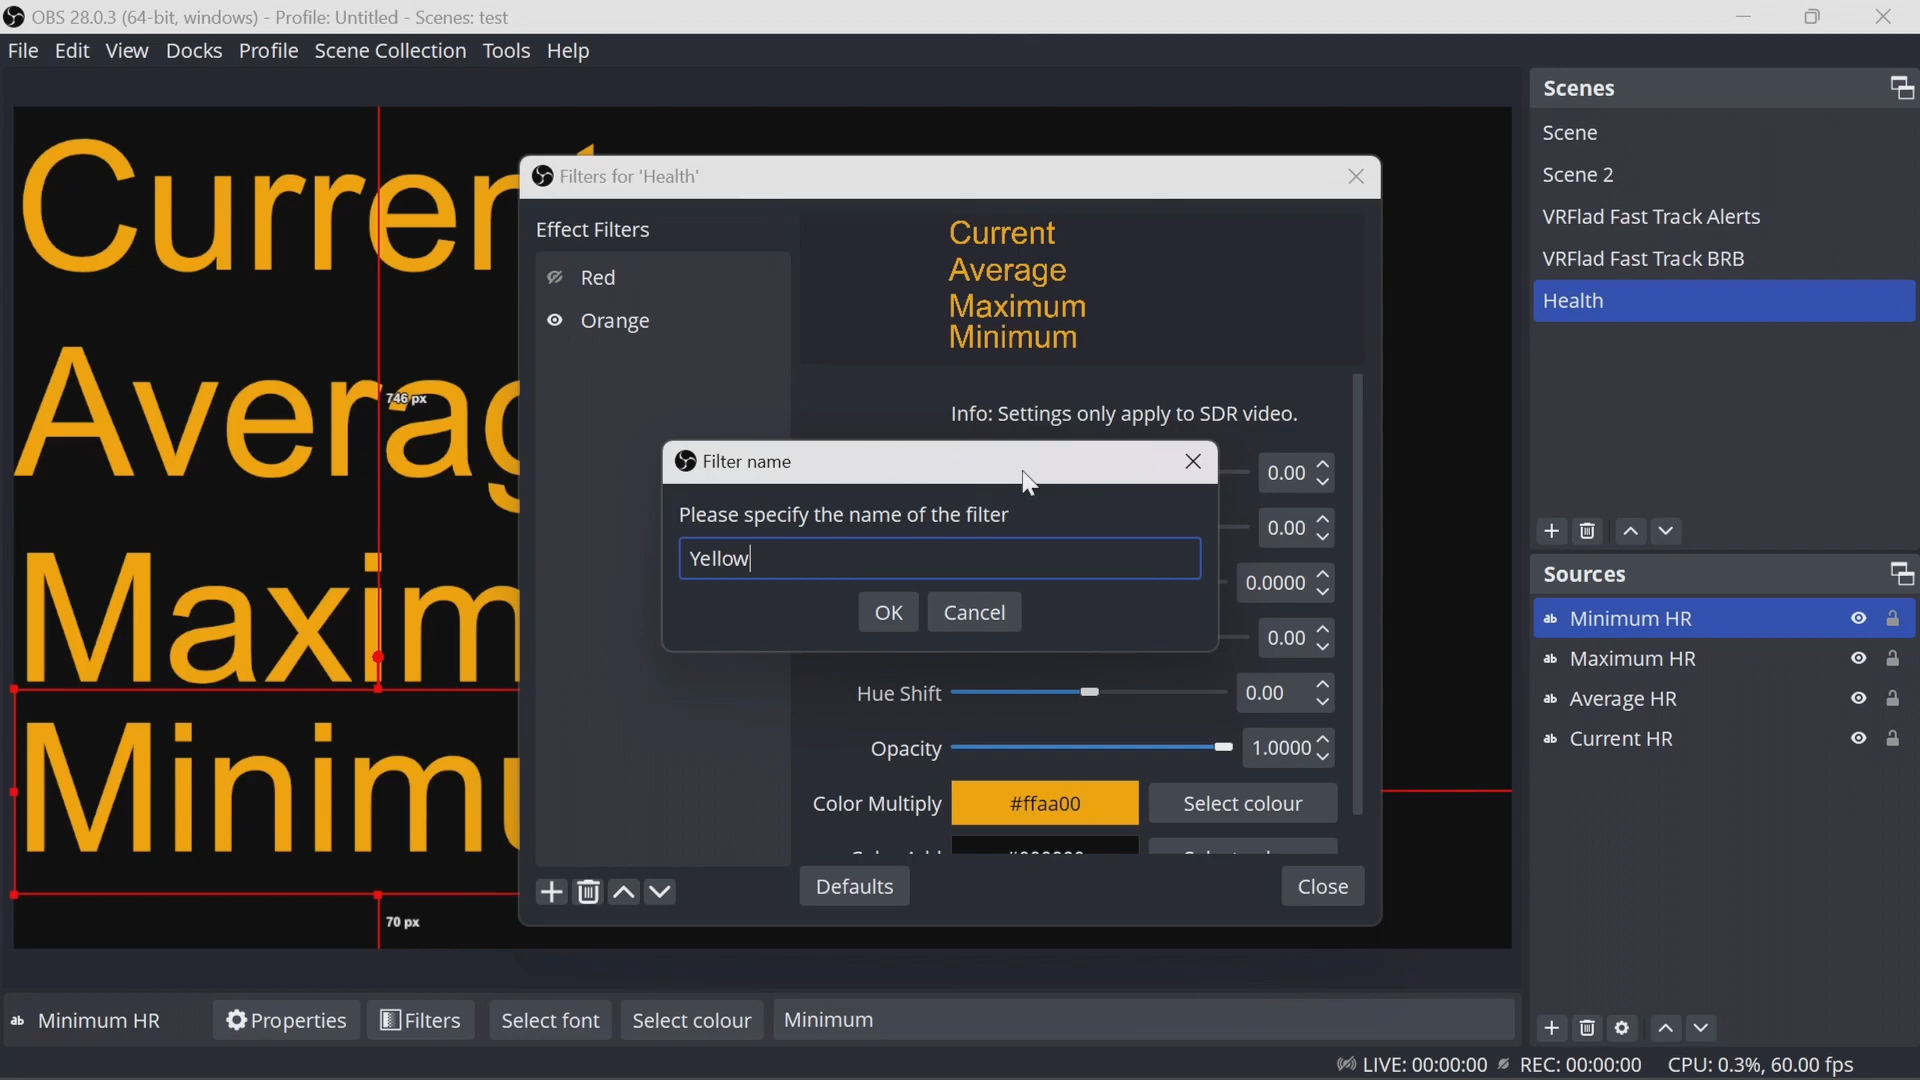 OBS 28.0.3 (64-bit, windows) - Profile: Untitled - Scenes: test
File Edit View Docks Profile Scene Collection Tools Help
Scenes
Scene
Scene 2
VRFlad Fast Track Alerts
VRFlad Fast Track BRB
Health
Filters for 'Health'
Effect Filters
Red
Orange
Current
Average
Maximum
Minimum
Info: Settings only apply to SDR video.
0.00
0.00
0.0000
0.00
Filter name
Please specify the name of the filter
Yellow
OK Cancel
Hue Shift 0.00
Opacity 1.0000
Color Multiply #ffaa00 Select colour
Defaults Close
Curren
Averag
Maxim
Minimu
746 px
70 px
Sources
ab Minimum HR
ab Maximum HR
ab Average HR
ab Current HR
ab Minimum HR Properties Filters Select font Select colour Minimum
LIVE: 00:00:00 REC: 00:00:00 CPU: 0.3%, 60.00 fps